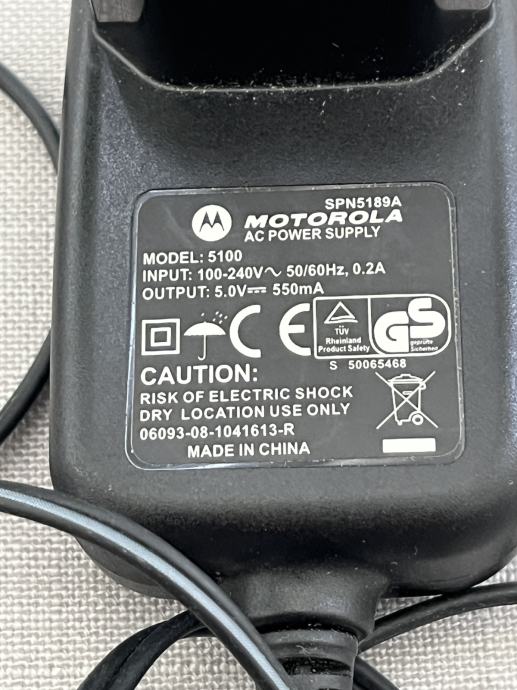 SPN5189A
MOTOROLA
AC POWER SUPPLY
MODEL: 5100
INPUT: 100-240V∼ 50/60Hz, 0.2A
OUTPUT: 5.0V⎓ 550mA
CE
TÜV
Rheinland
Product Safety
GS
geprüfte
Sicherheit
S 50065468
CAUTION:
RISK OF ELECTRIC SHOCK
DRY LOCATION USE ONLY
06093-08-1041613-R
MADE IN CHINA